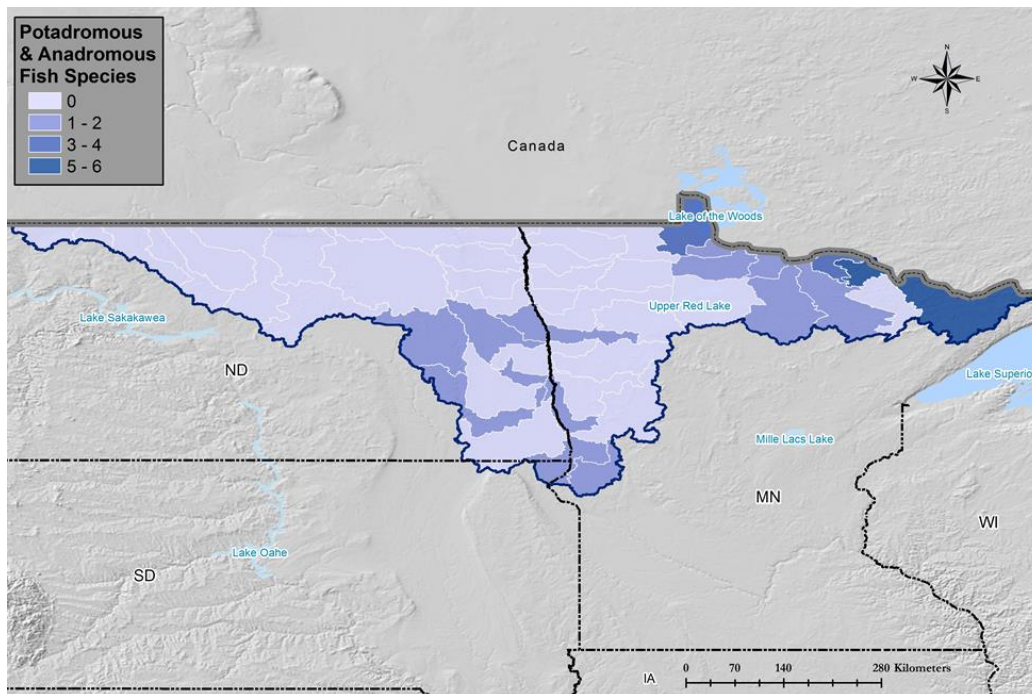 Potadromous
& Anadromous
Fish Species
0
1 - 2
3 - 4
5 - 6
N
W
E
S
Canada
Lake of the Woods
Upper Red Lake
Lake Sakakawea
ND
Lake Superio
Mille Lacs Lake
MN
WI
Lake Oahe
SD
IA
0 70 140 280 Kilometers